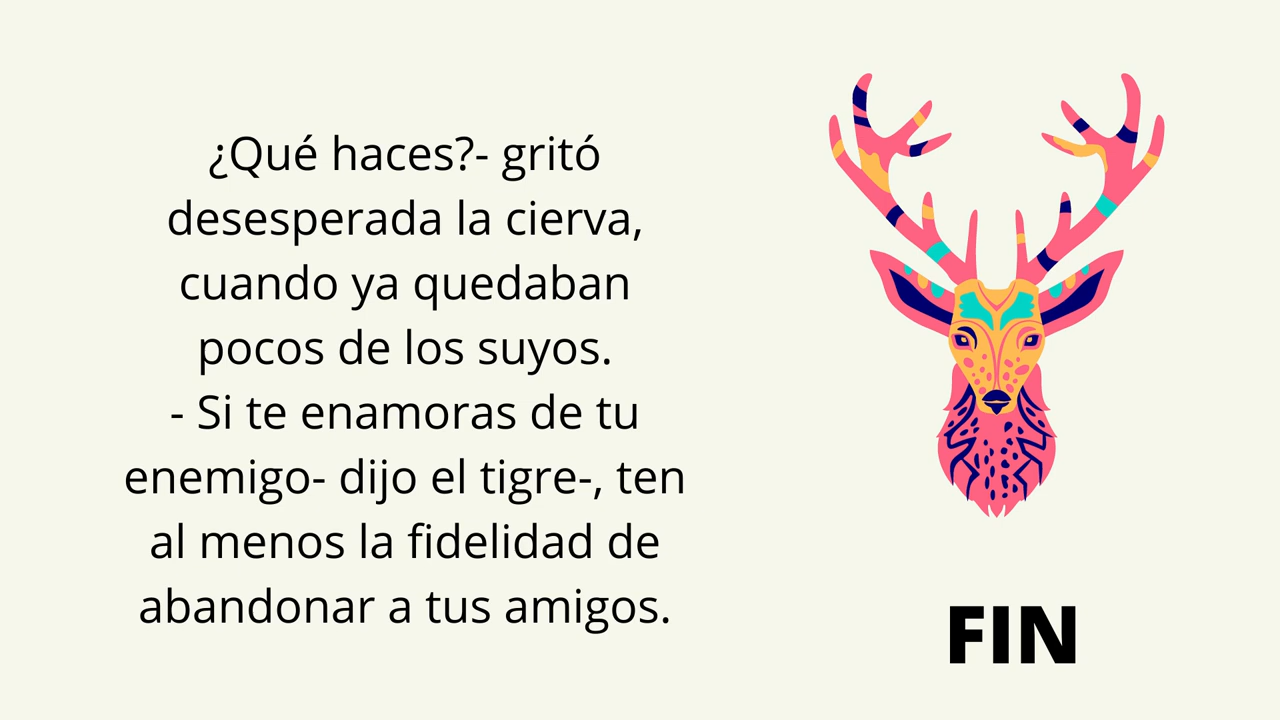 ¿Qué haces?- gritó
desesperada la cierva,
cuando ya quedaban
pocos de los suyos.
- Si te enamoras de tu
enemigo- dijo el tigre-, ten
al menos la fidelidad de
abandonar a tus amigos.
FIN